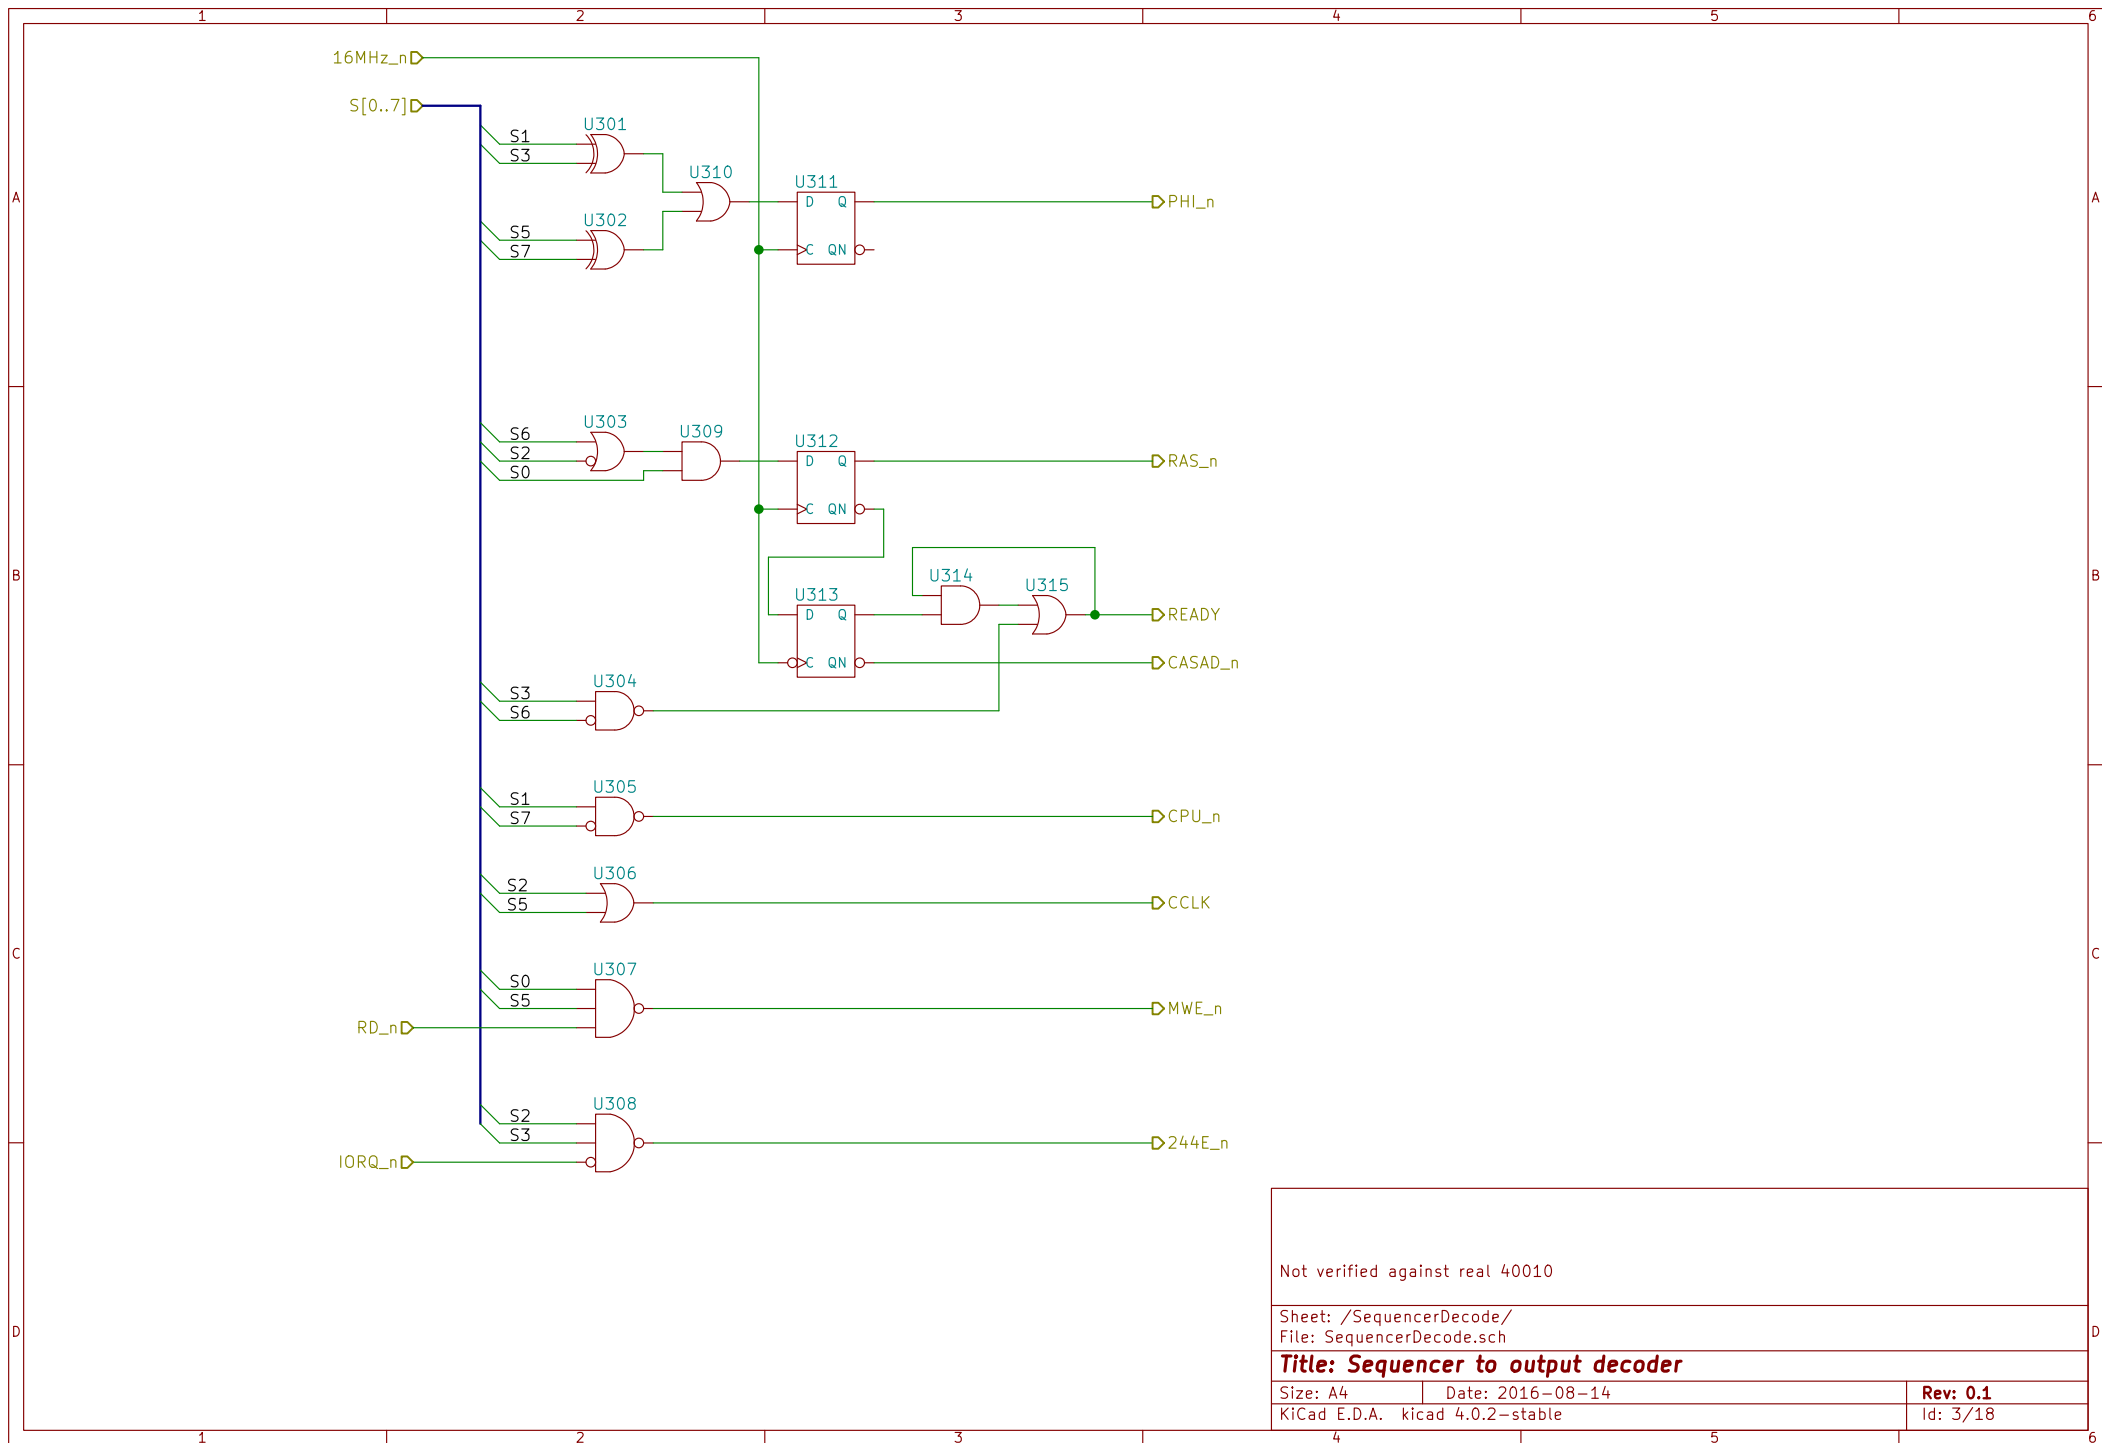 1 2 3 4 5 6
16MHz_n
S[0..7]
U301
S1
S3
U310
U311
A A
D Q
PHI_n
U302
S5
S7
C QN
U303
S6
S2
S0
U309
U312
D Q
RAS_n
C QN
B B
U314
U315
U313
D Q
READY
C QN
CASAD_n
U304
S3
S6
U305
S1
S7
CPU_n
U306
S2
S5
CCLK
C C
U307
S0
S5
MWE_n
RD_n
U308
S2
S3
244E_n
IORQ_n
Not verified against real 40010
Sheet: /SequencerDecode/
File: SequencerDecode.sch
D D
Title: Sequencer to output decoder
Size: A4 Date: 2016-08-14 Rev: 0.1
KiCad E.D.A. kicad 4.0.2-stable Id: 3/18
1 2 3 4 5 6